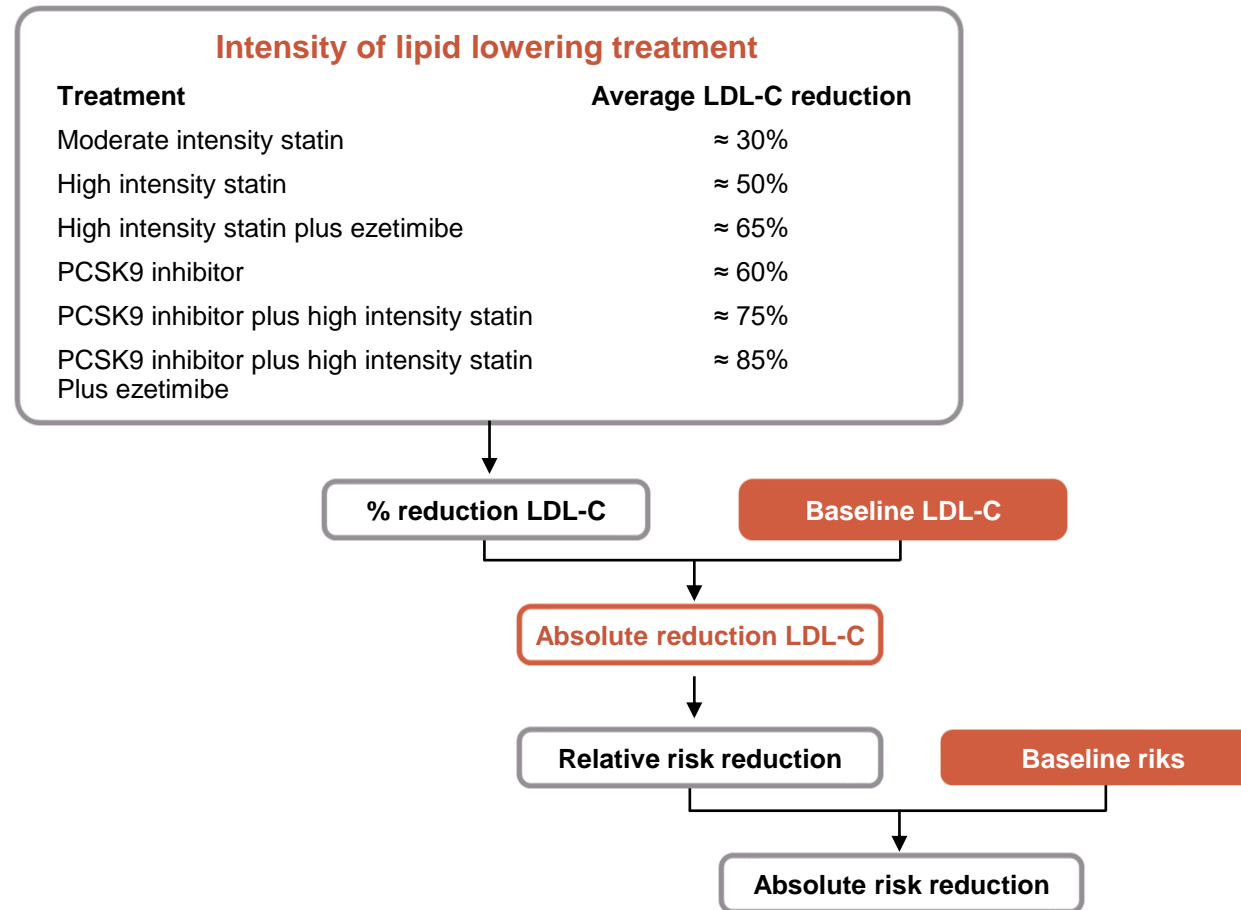 Intensity of lipid lowering treatment
Treatment Average LDL-C reduction
Moderate intensity statin ≈ 30%
High intensity statin ≈ 50%
High intensity statin plus ezetimibe ≈ 65%
PCSK9 inhibitor ≈ 60%
PCSK9 inhibitor plus high intensity statin ≈ 75%
PCSK9 inhibitor plus high intensity statin ≈ 85%
Plus ezetimibe
% reduction LDL-C
Baseline LDL-C
Absolute reduction LDL-C
Relative risk reduction
Baseline riks
Absolute risk reduction